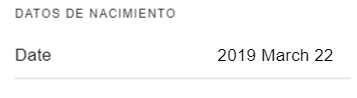 DATOS DE NACIMIENTO
Date 2019 March 22